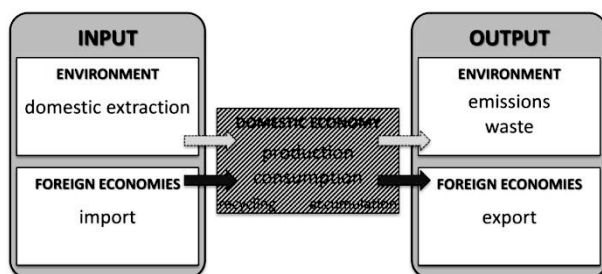 INPUT
ENVIRONMENT
domestic extraction
FOREIGN ECONOMIES
import
DOMESTIC ECONOMY
production
consumption
recycling accumulation
OUTPUT
ENVIRONMENT
emissions
waste
FOREIGN ECONOMIES
export